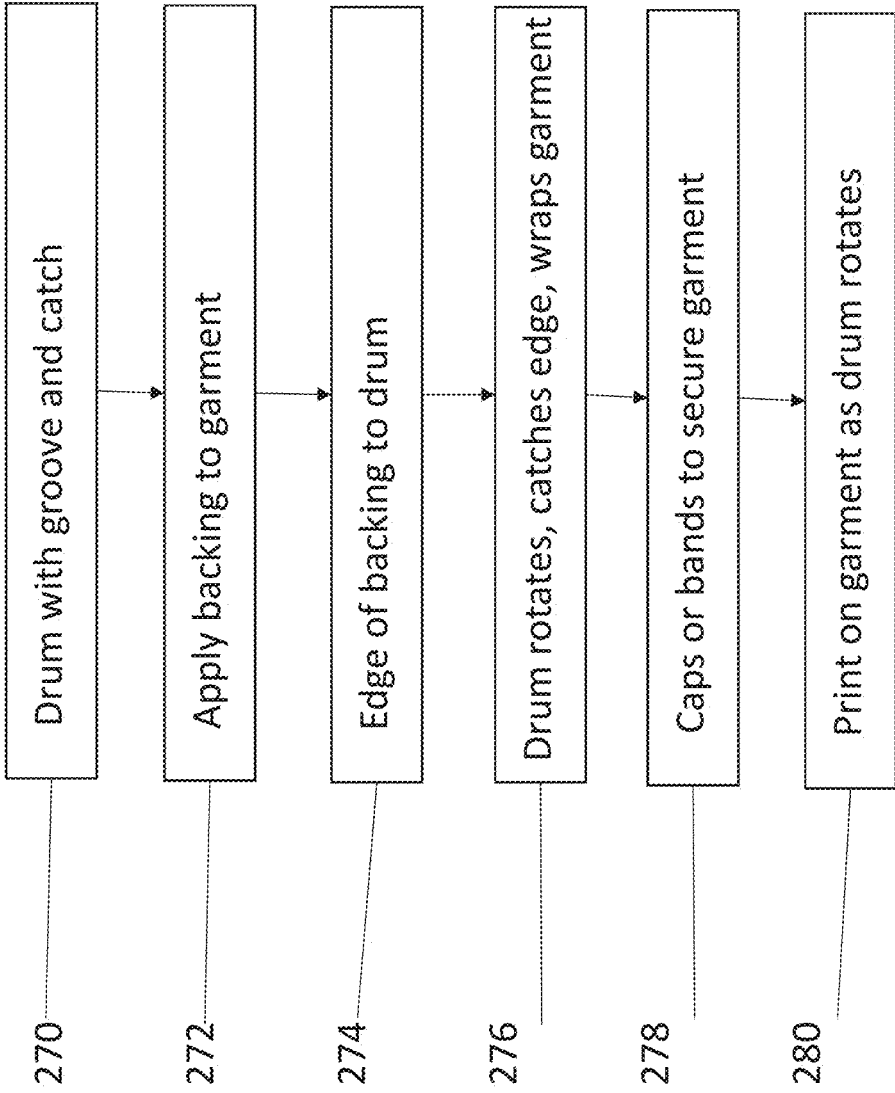 270
Drum with groove and catch
272
Apply backing to garment
274
Edge of backing to drum
276
Drum rotates, catches edge, wraps garment
278
Caps or bands to secure garment
280
Print on garment as drum rotates